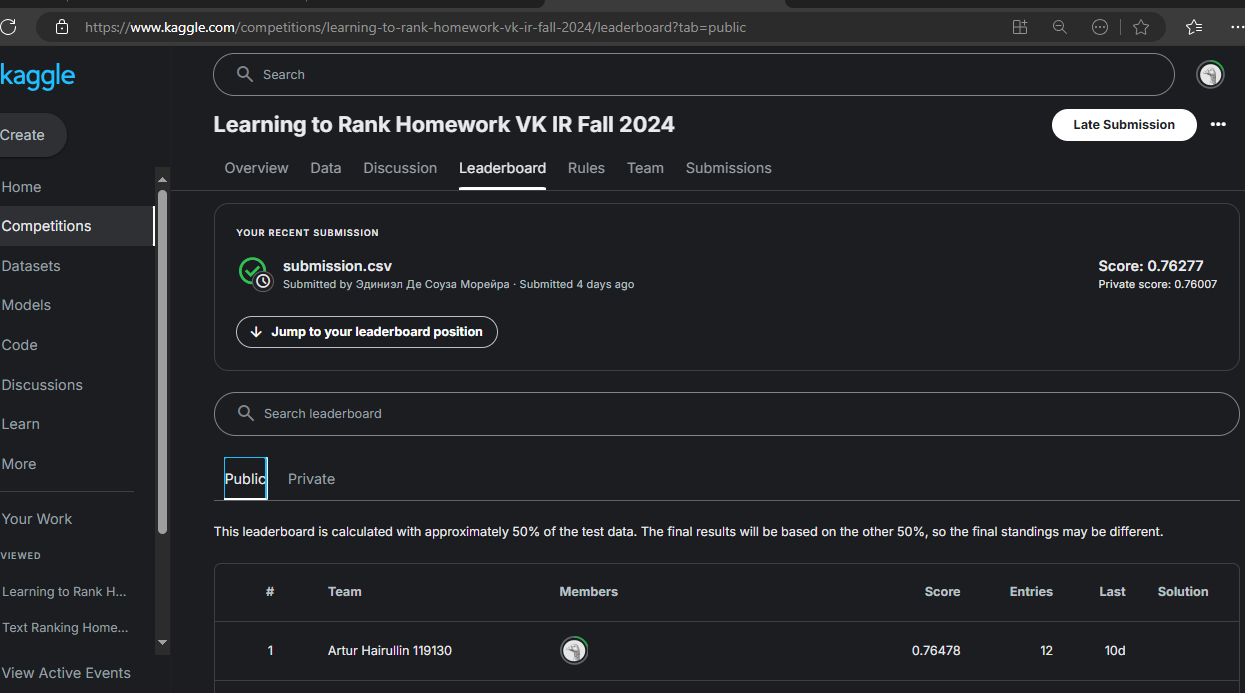 https://www.kaggle.com/competitions/learning-to-rank-homework-vk-ir-fall-2024/leaderboard?tab=public
kaggle
Search
Create
Learning to Rank Homework VK IR Fall 2024
Late Submission
Overview Data Discussion Leaderboard Rules Team Submissions
Home
Competitions
Datasets
Models
Code
Discussions
Learn
More
Your Work
VIEWED
Learning to Rank H...
Text Ranking Home...
View Active Events
YOUR RECENT SUBMISSION
submission.csv
Score: 0.76277
Submitted by Эдиниэл Де Соуза Морейра · Submitted 4 days ago
Private score: 0.76007
Jump to your leaderboard position
Search leaderboard
Public Private
This leaderboard is calculated with approximately 50% of the test data. The final results will be based on the other 50%, so the final standings may be different.
# Team Members Score Entries Last Solution
1 Artur Hairullin 119130 0.76478 12 10d